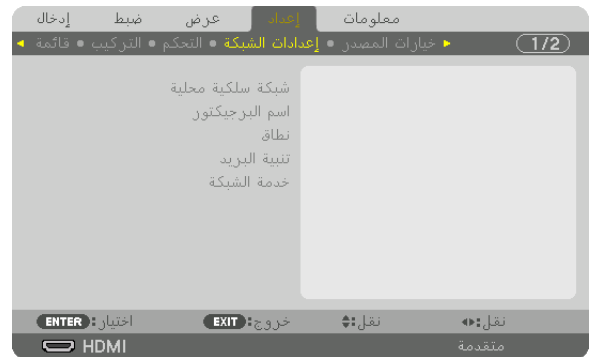 إدخال ضبط عرض إعداد معلومات
◄ قائمة • التركيب • التحكم • إعدادات الشبكة • خيارات المصدر ► 1/2
شبكة سلكية محلية
اسم البرجيكتور
نطاق
تنبية البريد
خدمة الشبكة
ENTER :اختيار EXIT :خروج نقل: نقل:
HDMI متقدمة